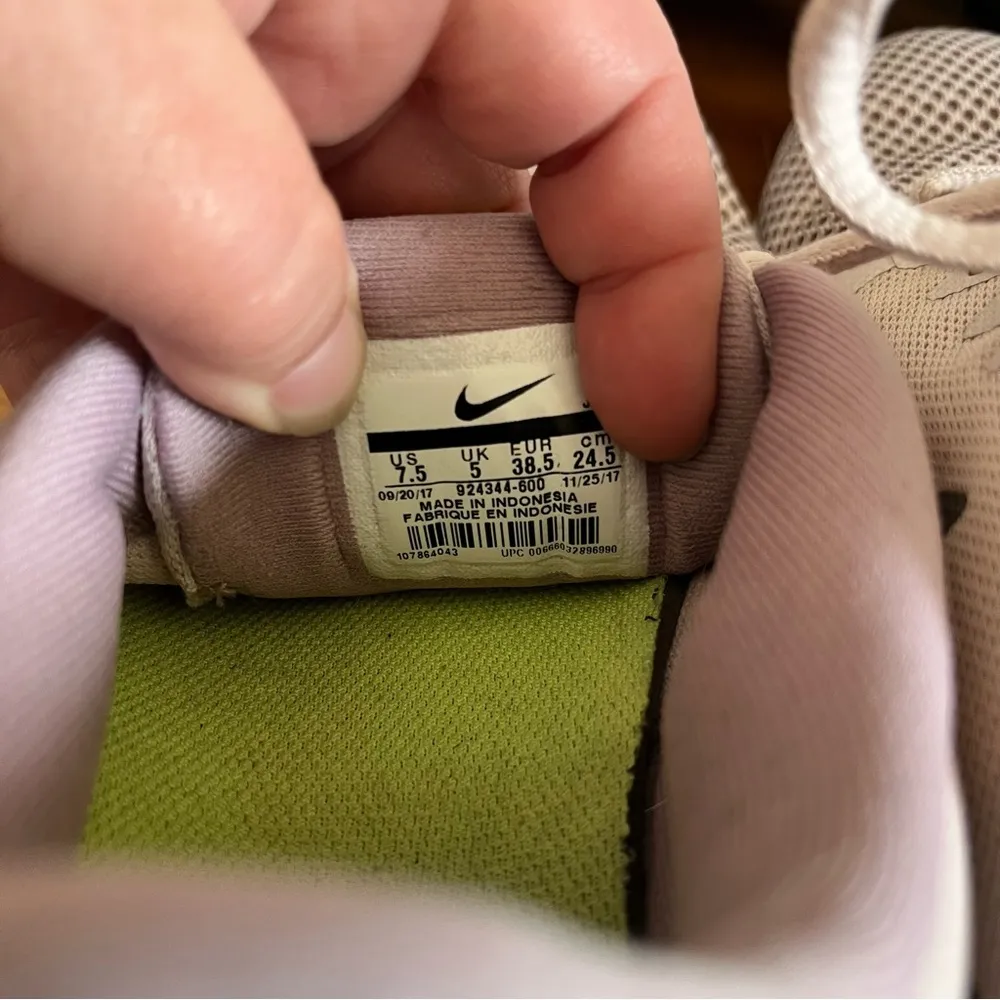 US UK EUR cm
7.5 5 38.5 24.5
09/20/17 924344-600 11/25/17
MADE IN INDONESIA
FABRIQUE EN INDONESIE
107864043 UPC 00666032896990